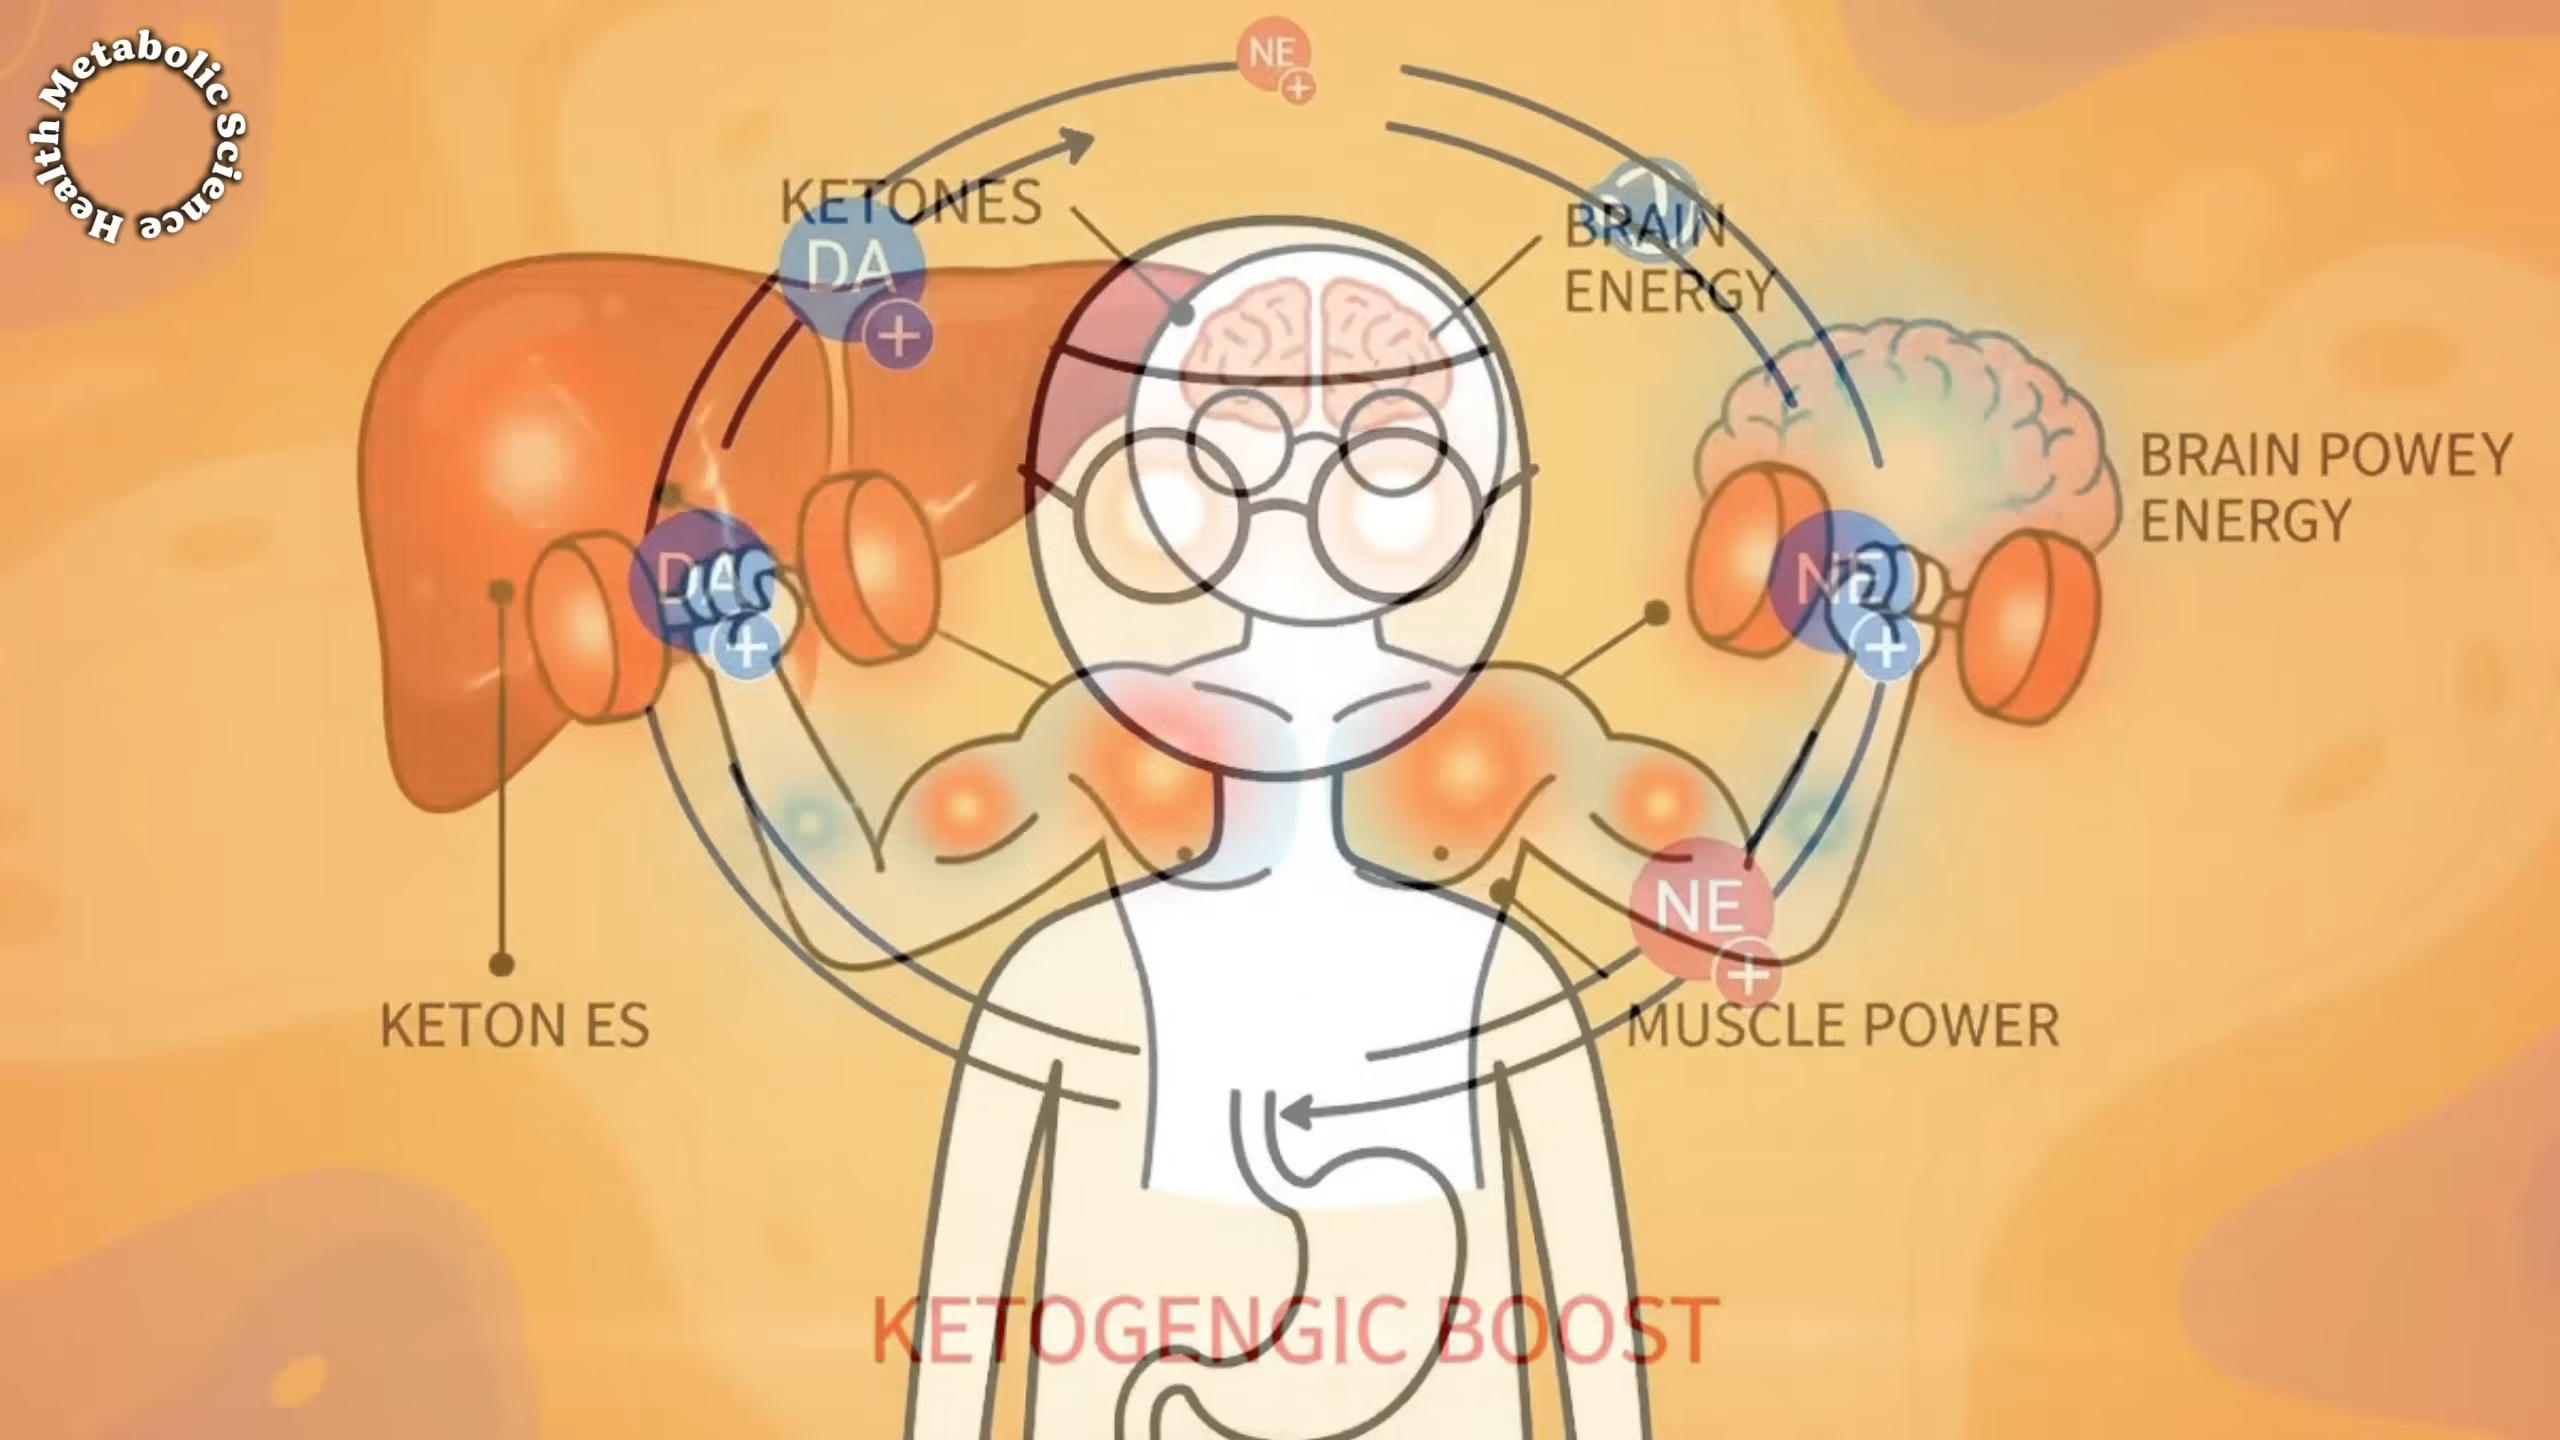 Metabolic Science Health
NE
+
KETONES
DA
+
BRAIN
ENERGY
BRAIN POWEY
ENERGY
DA
+
NE
+
NE
+
KETON ES
MUSCLE POWER
KETOGENGIC BOOST